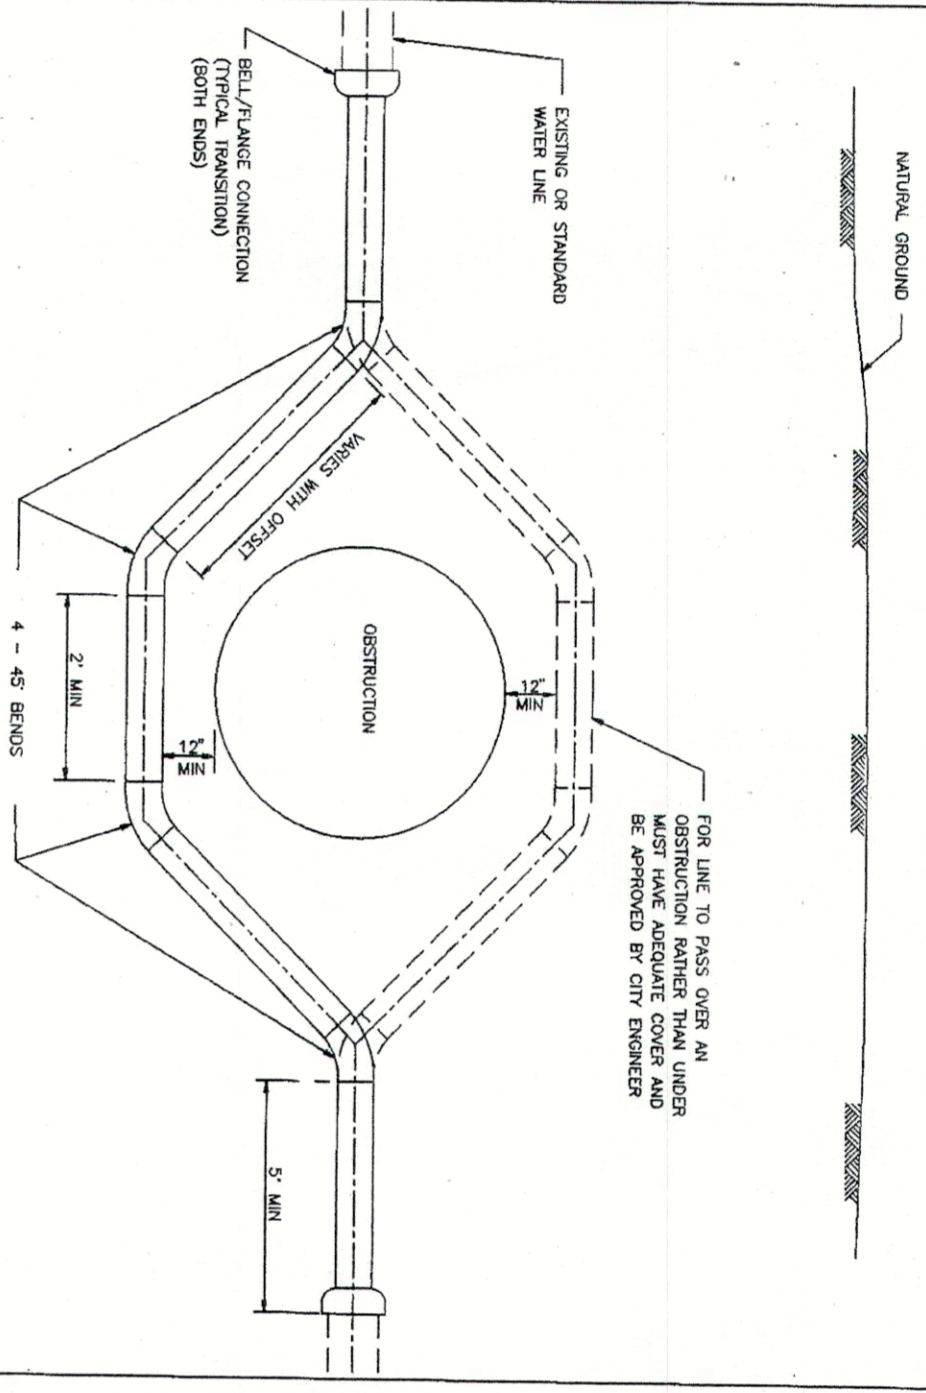 NATURAL GROUND
EXISTING OR STANDARD
WATER LINE
BELL/FLANGE CONNECTION
(TYPICAL TRANSITION)
(BOTH ENDS)
FOR LINE TO PASS OVER AN
OBSTRUCTION RATHER THAN UNDER
MUST HAVE ADEQUATE COVER AND
BE APPROVED BY CITY ENGINEER
12"
MIN
OBSTRUCTION
VARIES WITH OFFSET
12"
MIN
2' MIN
5' MIN
4 - 45° BENDS